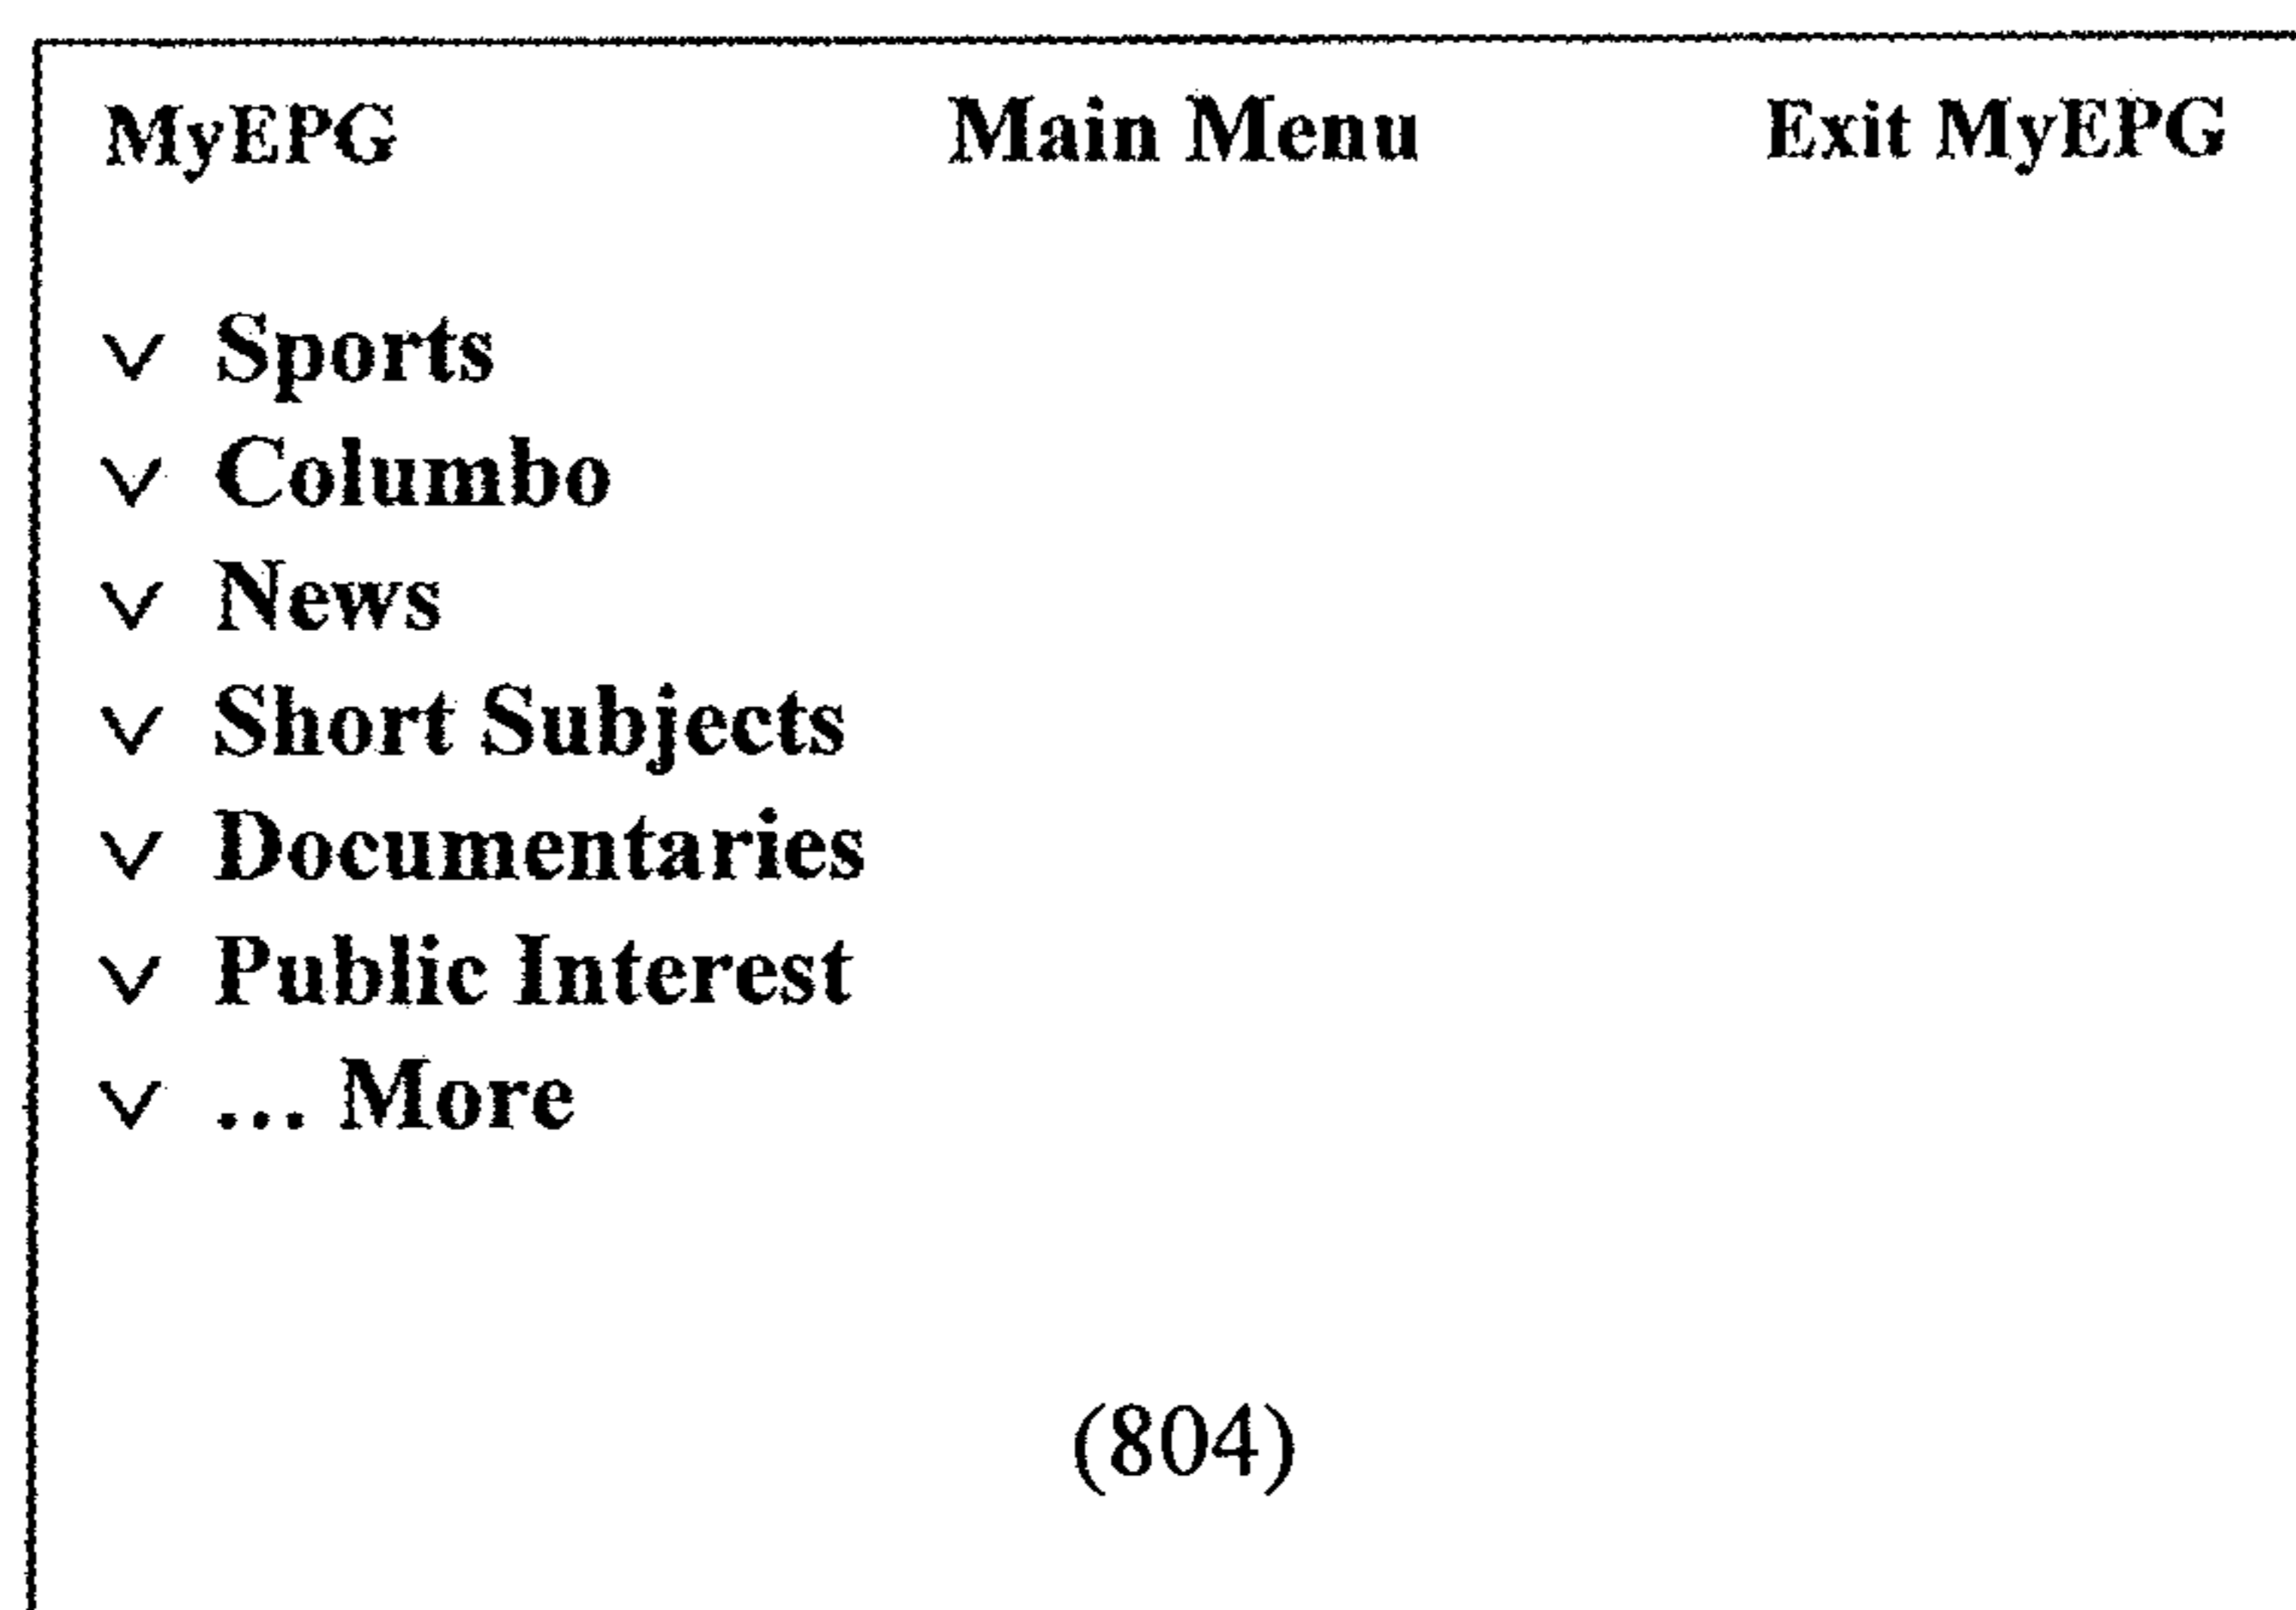 MyEPG Main Menu Exit MyEPG
v Sports
v Columbo
v News
v Short Subjects
v Documentaries
v Public Interest
v ... More
(804)